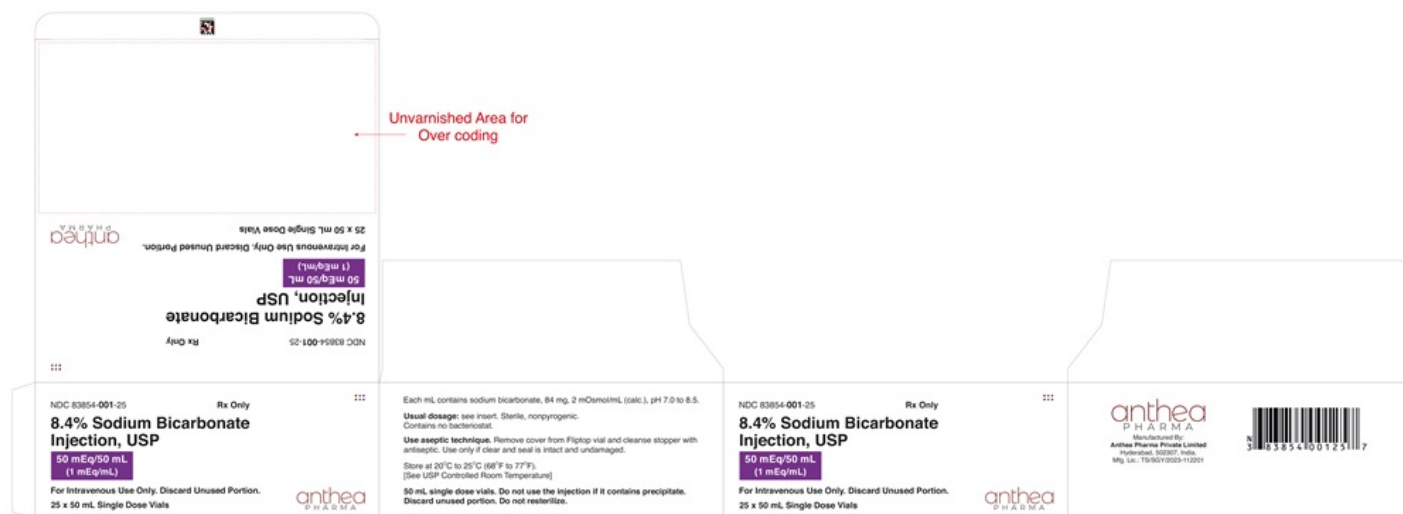 Unvarnished Area for
Over coding
anthea
PHARMA
25 x 50 mL Single Dose Vials
For Intravenous Use Only. Discard Unused Portion.
50 mEq/50 mL
(1 mEq/mL)
8.4% Sodium Bicarbonate
Injection, USP
NDC 83854-001-25 Rx Only
NDC 83854-001-25 Rx Only
8.4% Sodium Bicarbonate
Injection, USP
50 mEq/50 mL
(1 mEq/mL)
For Intravenous Use Only. Discard Unused Portion.
25 x 50 mL Single Dose Vials
anthea
PHARMA
Each mL contains sodium bicarbonate, 84 mg, 2 mOsmol/mL (calc.), pH 7.0 to 8.5.
Usual dosage: see insert. Sterile, nonpyrogenic.
Contains no bacteriostat.
Use aseptic technique. Remove cover from Fliptop vial and cleanse stopper with
antiseptic. Use only if clear and seal is intact and undamaged.
Store at 20°C to 25°C (68°F to 77°F).
[See USP Controlled Room Temperature]
50 mL single dose vials. Do not use the injection if it contains precipitate.
Discard unused portion. Do not resterilize.
NDC 83854-001-25 Rx Only
8.4% Sodium Bicarbonate
Injection, USP
50 mEq/50 mL
(1 mEq/mL)
For Intravenous Use Only. Discard Unused Portion.
25 x 50 mL Single Dose Vials
anthea
PHARMA
anthea
PHARMA
Manufactured By:
Anthea Pharma Private Limited
Hyderabad, 502307, India.
Mfg. Lic.: TS/SGY/2023-112201
N
3 83854 00125 7